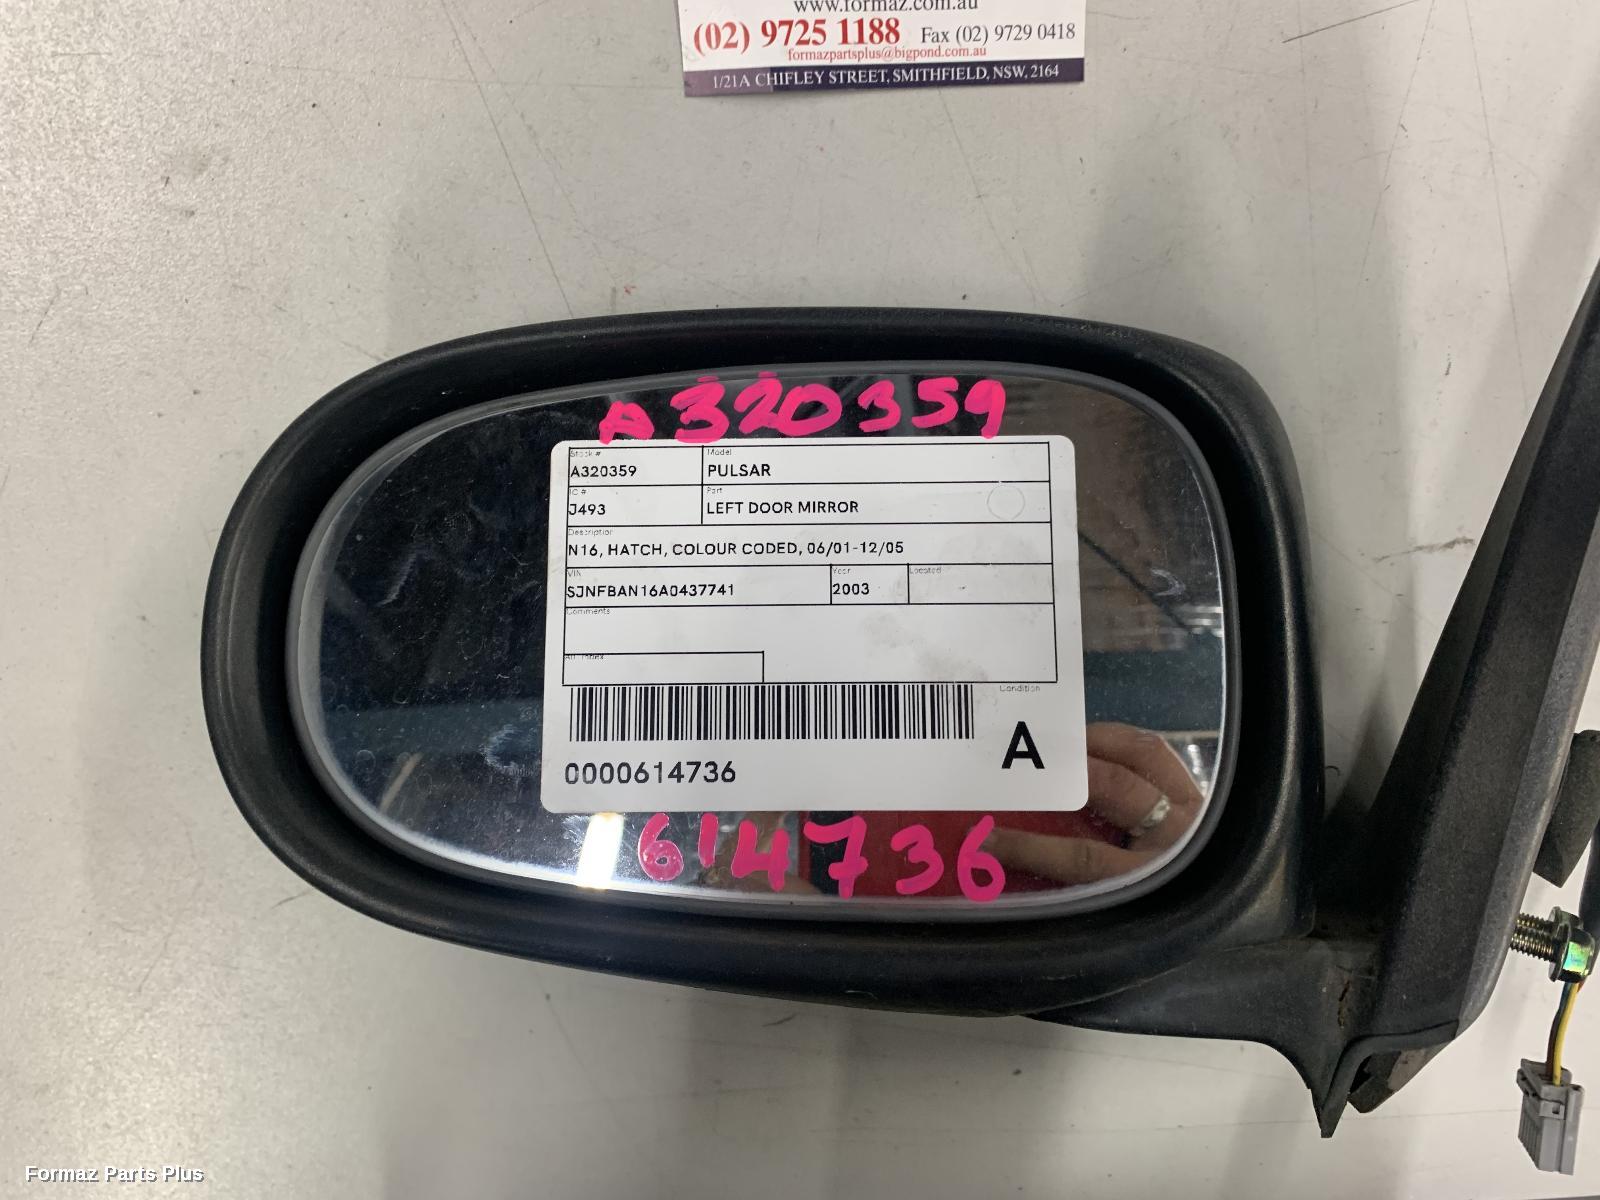 www.formaz.com.au
(02) 9725 1188 Fax (02) 9729 0418
formazpartsplus@bigpond.com.au
1/21A CHIFLEY STREET, SMITHFIELD, NSW, 2164
A320359
Stock # Model
A320359 PULSAR
IC # Part
J493 LEFT DOOR MIRROR
Description
N16, HATCH, COLOUR CODED, 06/01-12/05
VIN Year Located
SJNFBAN16A0437741 2003
Comments
Alt. Index
Condition
A
0000614736
614736
Formaz Parts Plus